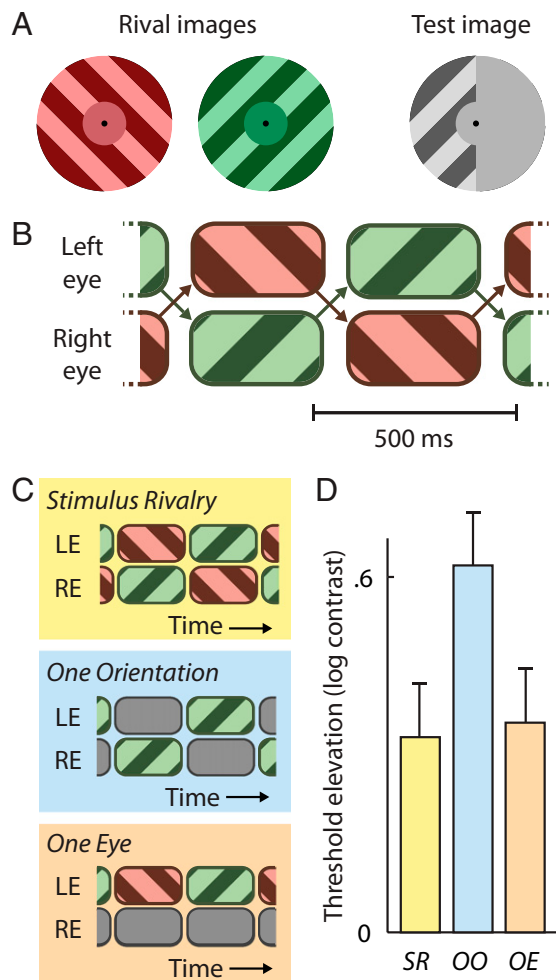 A
Rival images
Test image
B
Left
eye
Right
eye
500 ms
C
Stimulus Rivalry
LE
RE
Time
One Orientation
LE
RE
Time
One Eye
LE
RE
Time
D
Threshold elevation (log contrast)
.6
0
SR OO OE